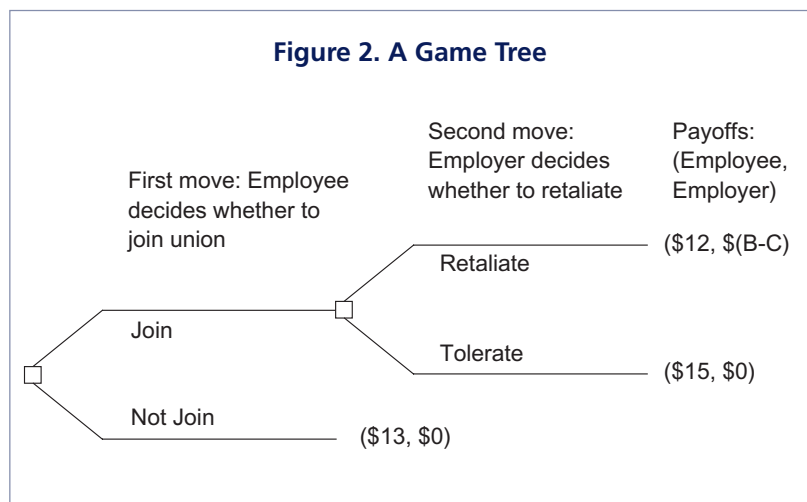 Figure 2. A Game Tree
First move: Employee
decides whether to
join union
Second move:
Employer decides
whether to retaliate
Payoffs:
(Employee,
Employer)
Retaliate
($12, $(B-C)
Join
Tolerate
($15, $0)
Not Join
($13, $0)